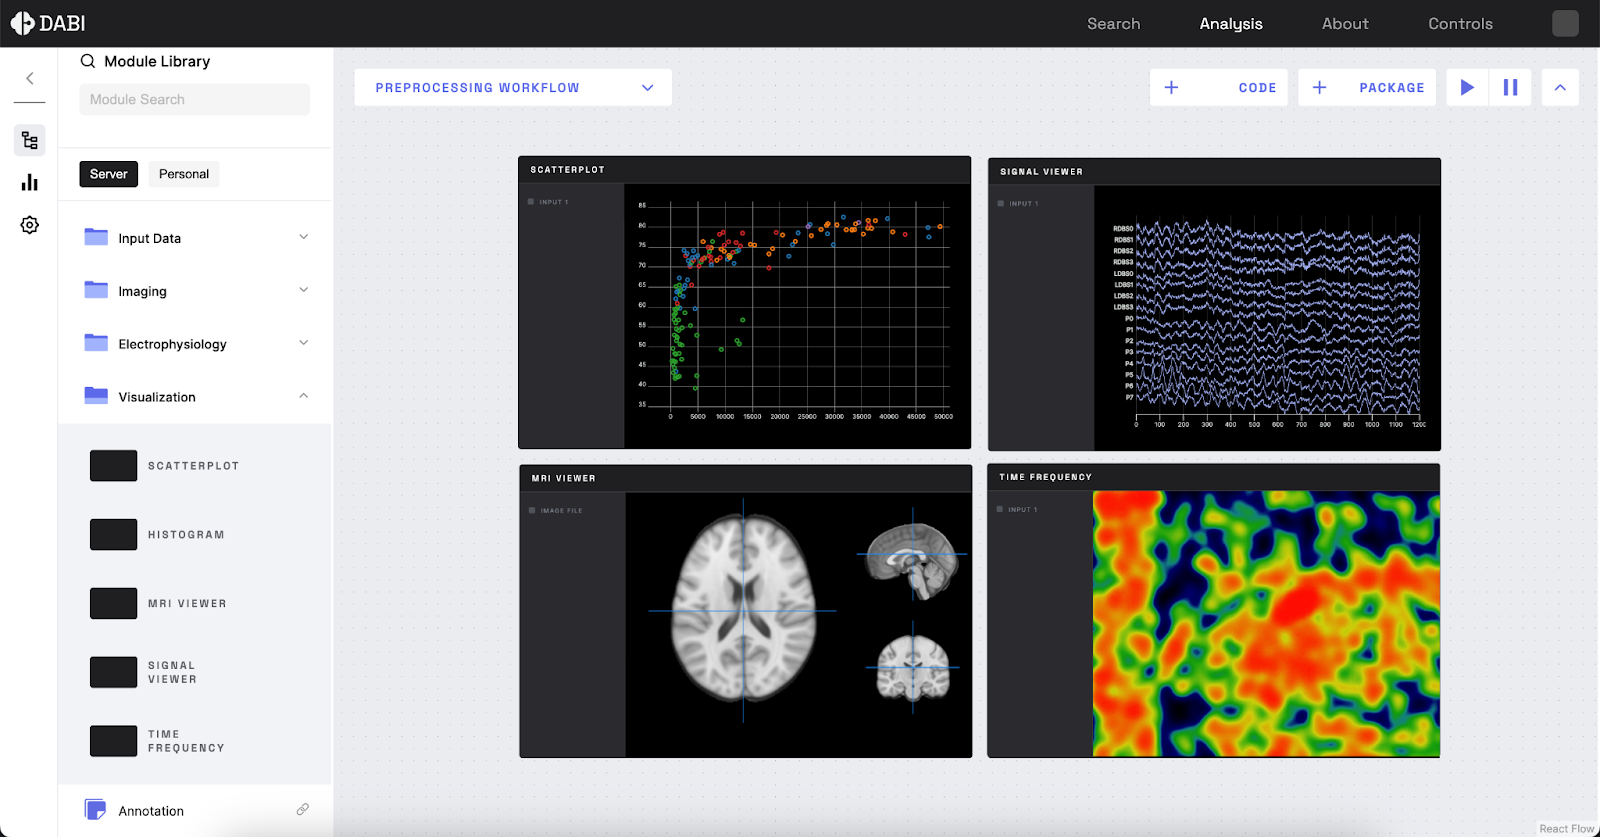 DABI
Search
Analysis
About
Controls
Module Library
Module Search
Server
Personal
Input Data
Imaging
Electrophysiology
Visualization
SCATTERPLOT
HISTOGRAM
MRI VIEWER
SIGNAL
VIEWER
TIME
FREQUENCY
Annotation
PREPROCESSING WORKFLOW
CODE
PACKAGE
SCATTERPLOT
INPUT 1
85
80
75
70
65
60
55
50
45
40
35
0 5000 10000 15000 20000 25000 30000 35000 40000 45000 50000
SIGNAL VIEWER
INPUT 1
RDBS0
RDBS1
RDBS2
RDBS3
LDBS0
LDBS1
LDBS2
LDBS3
P0
P1
P2
P3
P4
P5
P6
P7
0 100 200 300 400 500 600 700 800 900 1000 1100 1200
MRI VIEWER
IMAGE FILE
TIME FREQUENCY
INPUT 1
React Flow